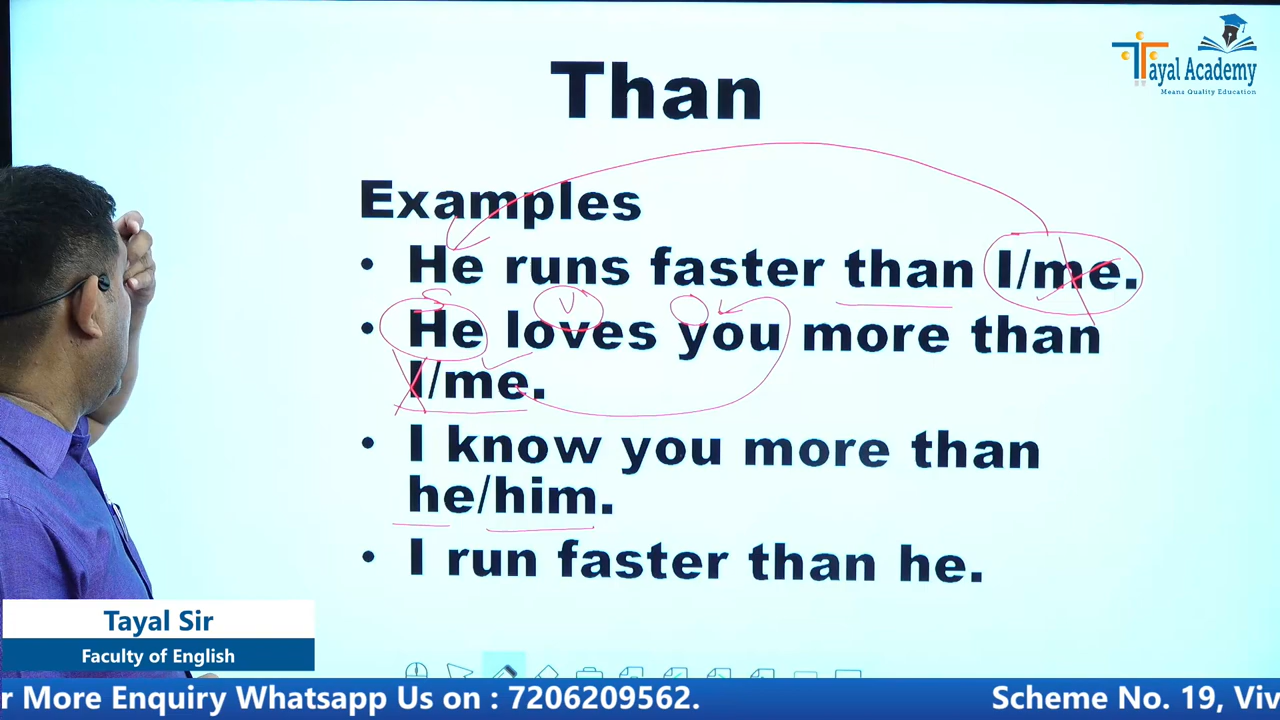 Than
Tayal Academy
Means Quality Education
Examples
• He runs faster than I/me.
• He loves you more than
I/me.
• I know you more than
he/him.
• I run faster than he.
S
V
Tayal Sir
Faculty of English
r More Enquiry Whatsapp Us on : 7206209562.
Scheme No. 19, Viv